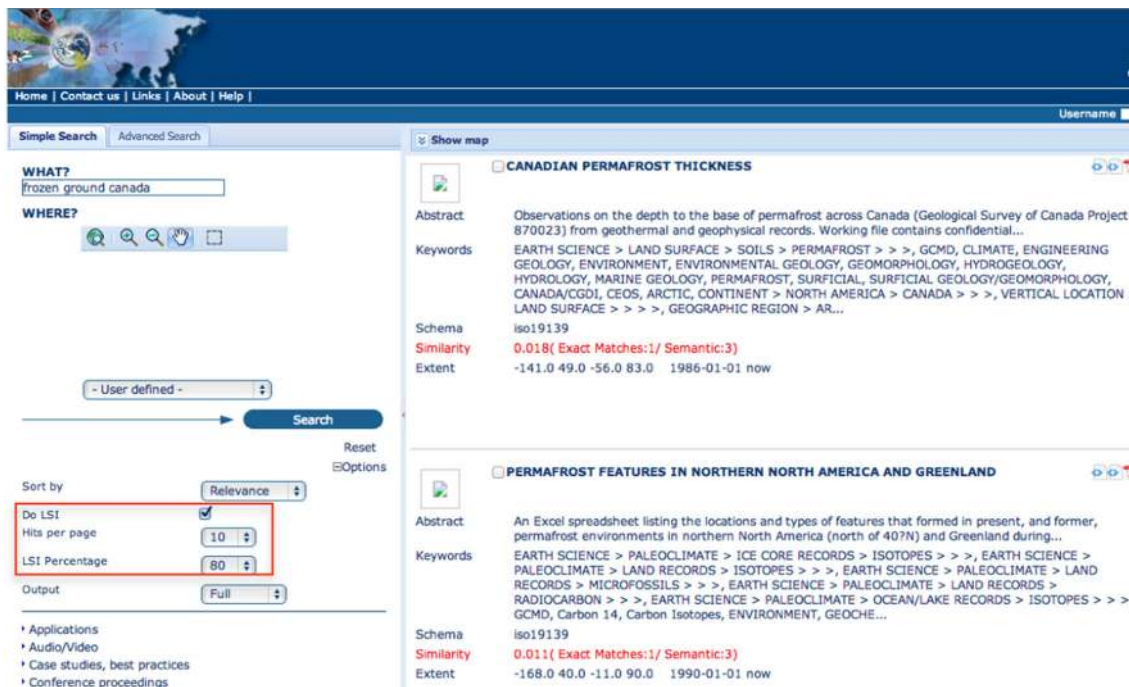 Home | Contact us | Links | About | Help |
Username
Simple Search
Advanced Search
WHAT?
frozen ground canada
WHERE?
- User defined -
Search
Reset
Options
Sort by
Relevance
Do LSI
Hits per page
10
LSI Percentage
80
Output
Full
Applications
Audio/Video
Case studies, best practices
Conference proceedings
Show map
CANADIAN PERMAFROST THICKNESS
Abstract
Observations on the depth to the base of permafrost across Canada (Geological Survey of Canada Project
870023) from geothermal and geophysical records. Working file contains confidential...
Keywords
EARTH SCIENCE > LAND SURFACE > SOILS > PERMAFROST > > >, GCMD, CLIMATE, ENGINEERING
GEOLOGY, ENVIRONMENT, ENVIRONMENTAL GEOLOGY, GEOMORPHOLOGY, HYDROGEOLOGY,
HYDROLOGY, MARINE GEOLOGY, PERMAFROST, SURFICIAL, SURFICIAL GEOLOGY/GEOMORPHOLOGY,
CANADA/CGDI, CEOS, ARCTIC, CONTINENT > NORTH AMERICA > CANADA > > >, VERTICAL LOCATION
LAND SURFACE > > > >, GEOGRAPHIC REGION > AR...
Schema
iso19139
Similarity
0.018( Exact Matches:1/ Semantic:3)
Extent
-141.0 49.0 -56.0 83.0 1986-01-01 now
PERMAFROST FEATURES IN NORTHERN NORTH AMERICA AND GREENLAND
Abstract
An Excel spreadsheet listing the locations and types of features that formed in present, and former,
permafrost environments in northern North America (north of 40?N) and Greenland during...
Keywords
EARTH SCIENCE > PALEOCLIMATE > ICE CORE RECORDS > ISOTOPES > > >, EARTH SCIENCE >
PALEOCLIMATE > LAND RECORDS > ISOTOPES > > >, EARTH SCIENCE > PALEOCLIMATE > LAND
RECORDS > MICROFOSSILS > > >, EARTH SCIENCE > PALEOCLIMATE > LAND RECORDS >
RADIOCARBON > > >, EARTH SCIENCE > PALEOCLIMATE > OCEAN/LAKE RECORDS > ISOTOPES > > >
GCMD, Carbon 14, Carbon Isotopes, ENVIRONMENT, GEOCHE...
Schema
iso19139
Similarity
0.011( Exact Matches:1/ Semantic:3)
Extent
-168.0 40.0 -11.0 90.0 1990-01-01 now